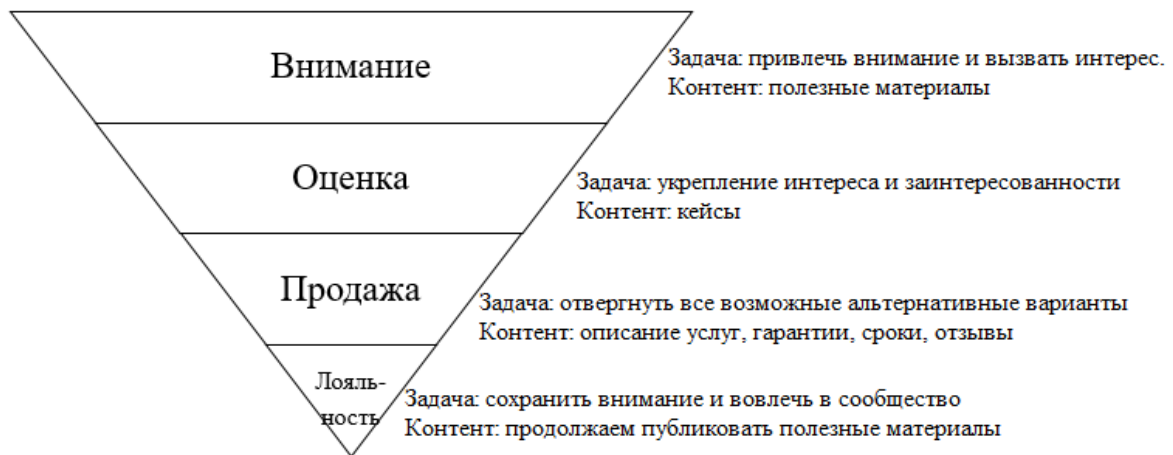 Внимание
Задача: привлечь внимание и вызвать интерес.
Контент: полезные материалы
Оценка
Задача: укрепление интереса и заинтересованности
Контент: кейсы
Продажа
Задача: отвергнуть все возможные альтернативные варианты
Контент: описание услуг, гарантии, сроки, отзывы
Лояль-
ность
Задача: сохранить внимание и вовлечь в сообщество
Контент: продолжаем публиковать полезные материалы